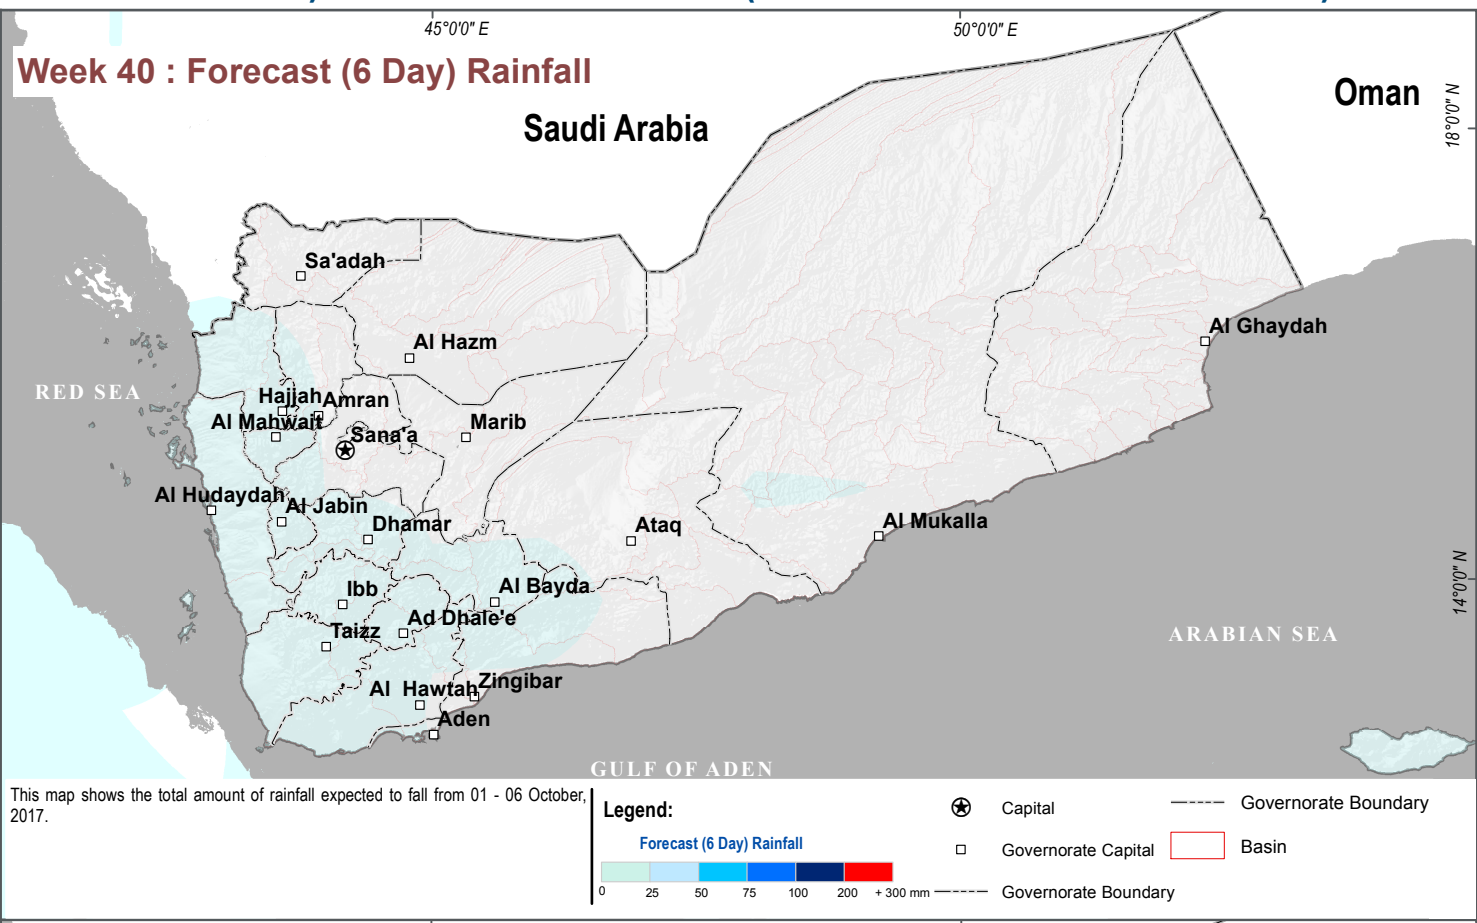 45°0'0" E
50°0'0" E
Week 40 : Forecast (6 Day) Rainfall
Oman
18°0'0" N
Saudi Arabia
Sa'adah
Al Ghaydah
Al Hazm
RED SEA
Hajjah
Amran
Al Mahwait
Marib
Sana'a
Al Hudaydah
Al Jabin
Dhamar
Ataq
Al Mukalla
14°0'0" N
Ibb
Al Bayda
Ad Dhale'e
Taizz
ARABIAN SEA
Al Hawtah
Zingibar
Aden
GULF OF ADEN
This map shows the total amount of rainfall expected to fall from 01 - 06 October,
2017.
Legend:
Forecast (6 Day) Rainfall
0 25 50 75 100 200 + 300 mm
Capital
Governorate Capital
Governorate Boundary
Governorate Boundary
Basin